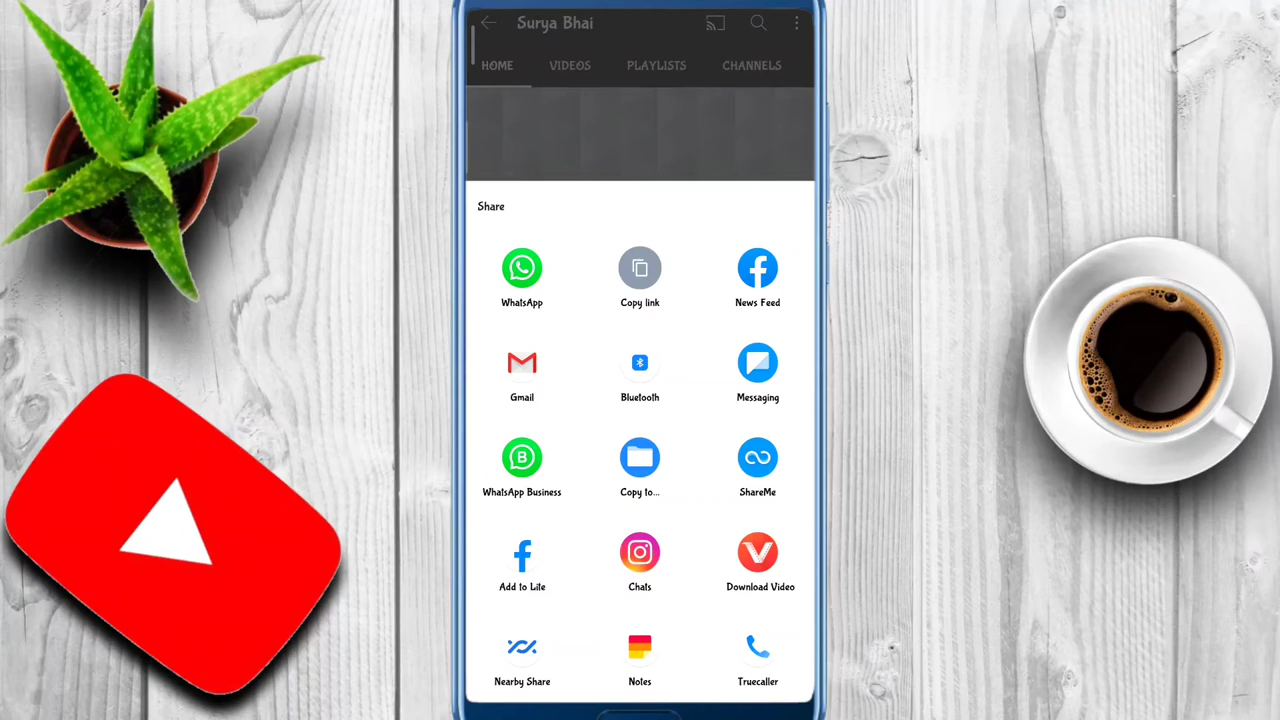 Surya Bhai
HOME VIDEOS PLAYLISTS CHANNELS
Share
WhatsApp Copy link News Feed
Gmail Bluetooth Messaging
WhatsApp Business Copy to... ShareMe
Add to Lite Chats Download Video
Nearby Share Notes Truecaller